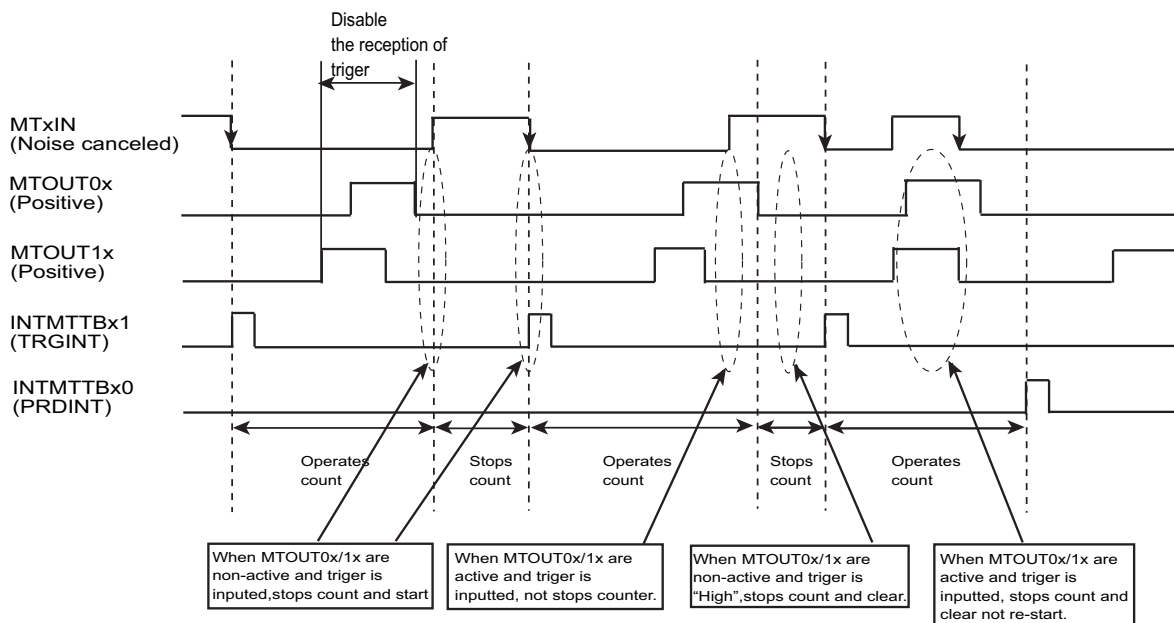 Disable
the reception of
triger
MTxIN
(Noise canceled)
MTOUT0x
(Positive)
MTOUT1x
(Positive)
INTMTTBx1
(TRGINT)
INTMTTBx0
(PRDINT)
Operates
count
Stops
count
Operates
count
Stops
count
Operates
count
When MTOUT0x/1x are
non-active and triger is
inputed,stops count and start
When MTOUT0x/1x are
active and triger is
inputted, not stops counter.
When MTOUT0x/1x are
non-active and triger is
“High”,stops count and clear.
When MTOUT0x/1x are
active and triger is
inputted, stops count and
clear not re-start.